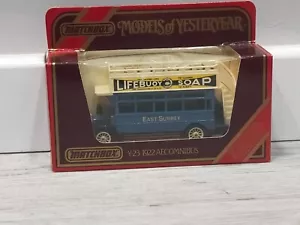 MATCHBOX
MODELS of YESTERYEAR
LIFEBUOY SOAP
EAST SURREY
MATCHBOX
Y-23 1922 AEC OMNIBUS